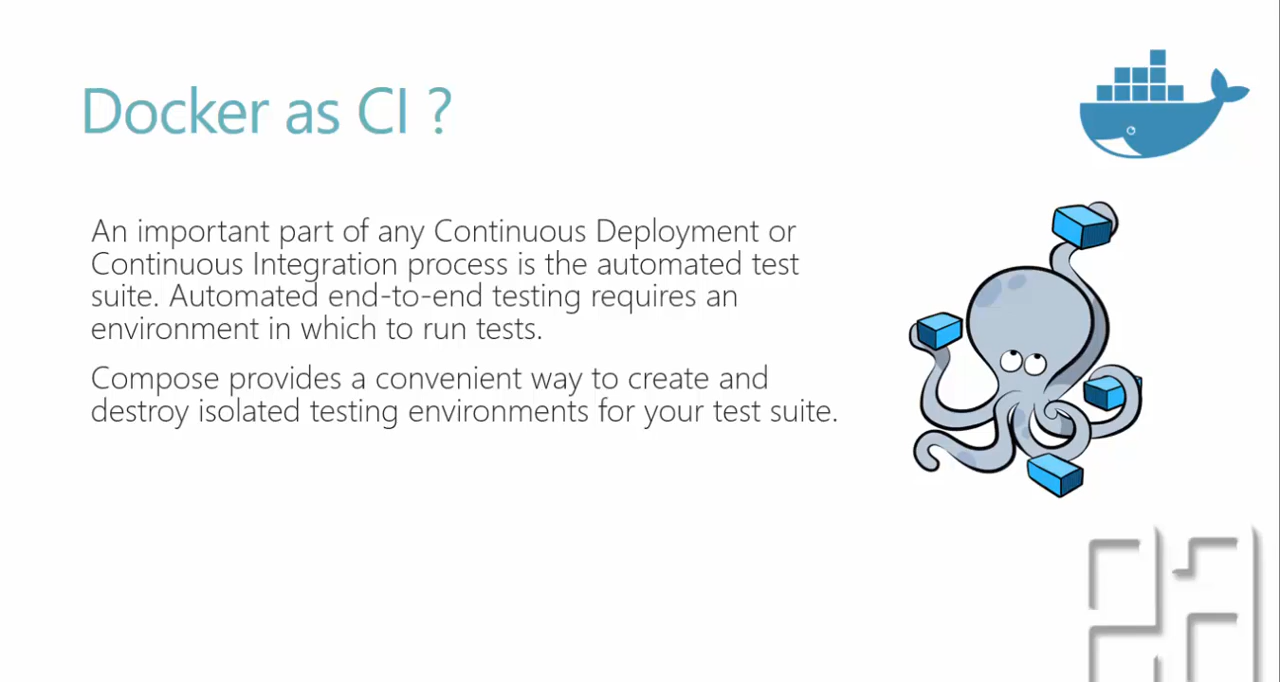 Docker as CI ?
An important part of any Continuous Deployment or
Continuous Integration process is the automated test
suite. Automated end-to-end testing requires an
environment in which to run tests.
Compose provides a convenient way to create and
destroy isolated testing environments for your test suite.